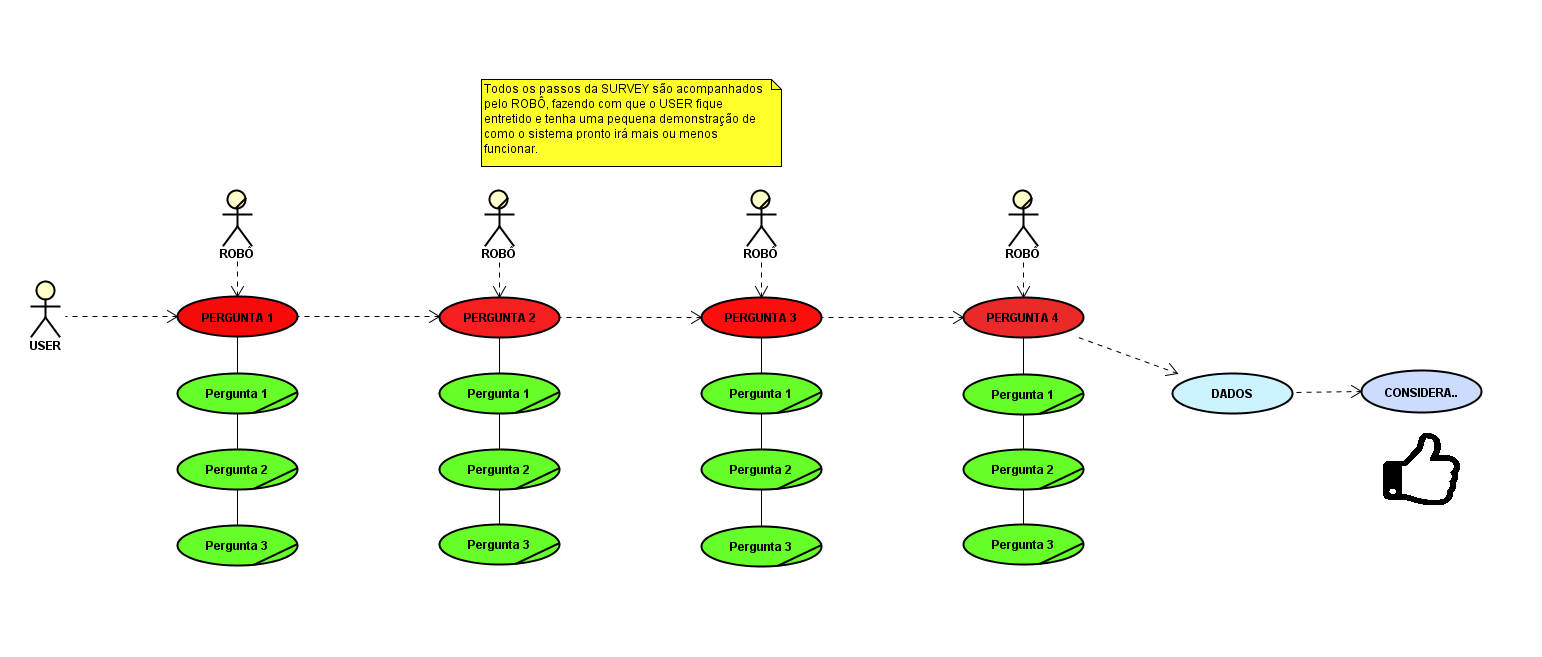 Todos os passos da SURVEY são acompanhados
pelo ROBÔ, fazendo com que o USER fique
entretido e tenha uma pequena demonstração de
como o sistema pronto irá mais ou menos
funcionar.
ROBÔ
ROBÔ
ROBÔ
ROBÔ
USER
PERGUNTA 1
PERGUNTA 2
PERGUNTA 3
PERGUNTA 4
Pergunta 1
Pergunta 1
Pergunta 1
Pergunta 1
DADOS
CONSIDERA..
Pergunta 2
Pergunta 2
Pergunta 2
Pergunta 2
Pergunta 3
Pergunta 3
Pergunta 3
Pergunta 3